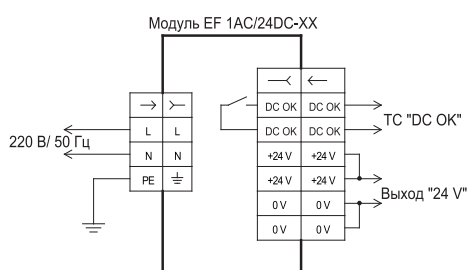 Модуль EF 1AC/24DC-XX
DC OK DC OK
L L DC OK DC OK
ТС "DC OK"
220 В/ 50 Гц
N N +24 V +24 V
PE +24 V +24 V
Выход "24 V"
0 V 0 V
0 V 0 V